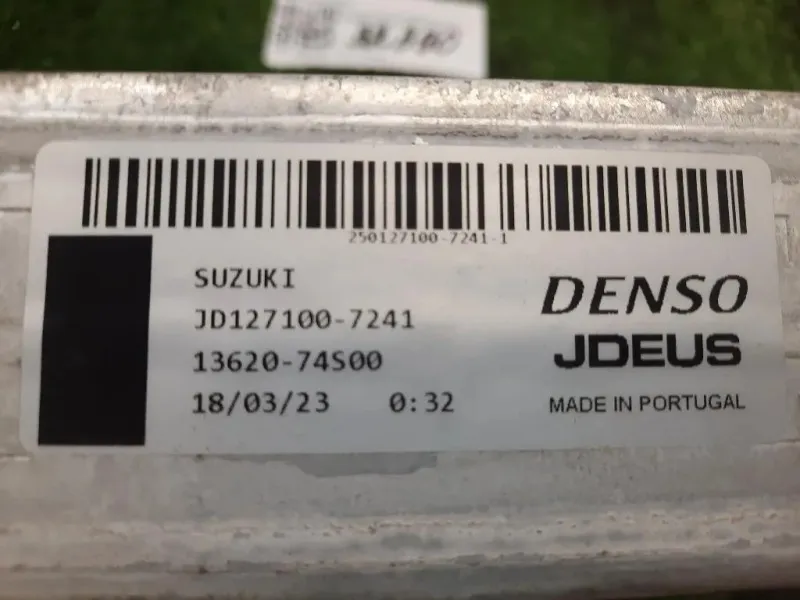 250127100-7241-1
SUZUKI
JD127100-7241
13620-74S00
18/03/23 0:32
DENSO
JDEUS
MADE IN PORTUGAL